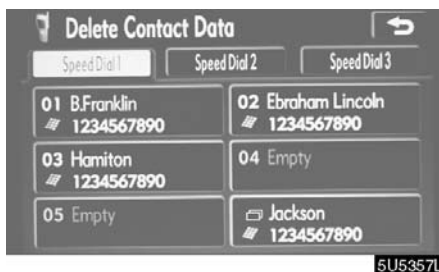 Delete Contact Data
Speed Dial 1 Speed Dial 2 Speed Dial 3
01 B.Franklin 02 Ebraham Lincoln
1234567890 1234567890
03 Hamiton 04 Empty
1234567890
05 Empty Jackson
1234567890
5U5357L